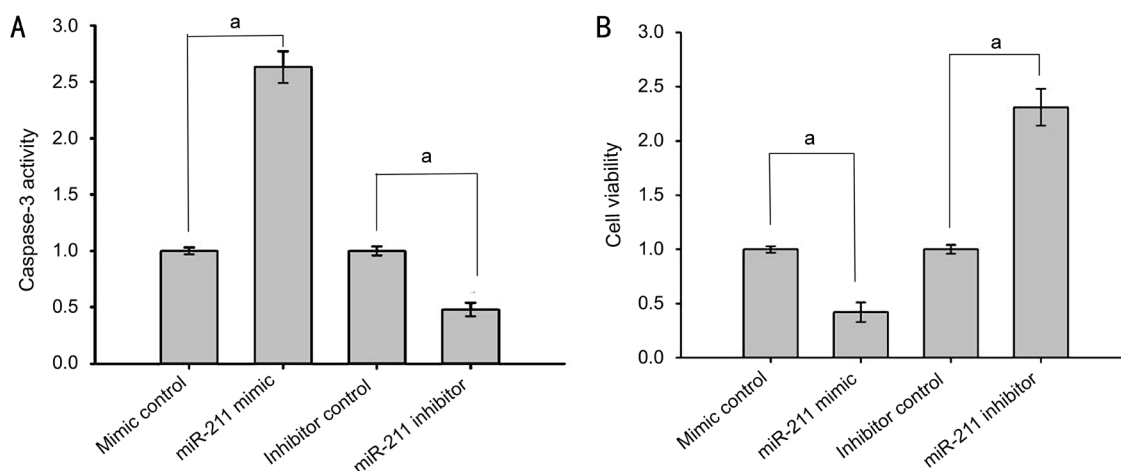 A
Caspase-3 activity
3.0
2.5
2.0
1.5
1.0
0.5
0.0
a
a
Mimic control
miR-211 mimic
Inhibitor control
miR-211 inhibitor
B
Cell viability
3.0
2.5
2.0
1.5
1.0
0.5
0.0
a
a
Mimic control
miR-211 mimic
Inhibitor control
miR-211 inhibitor